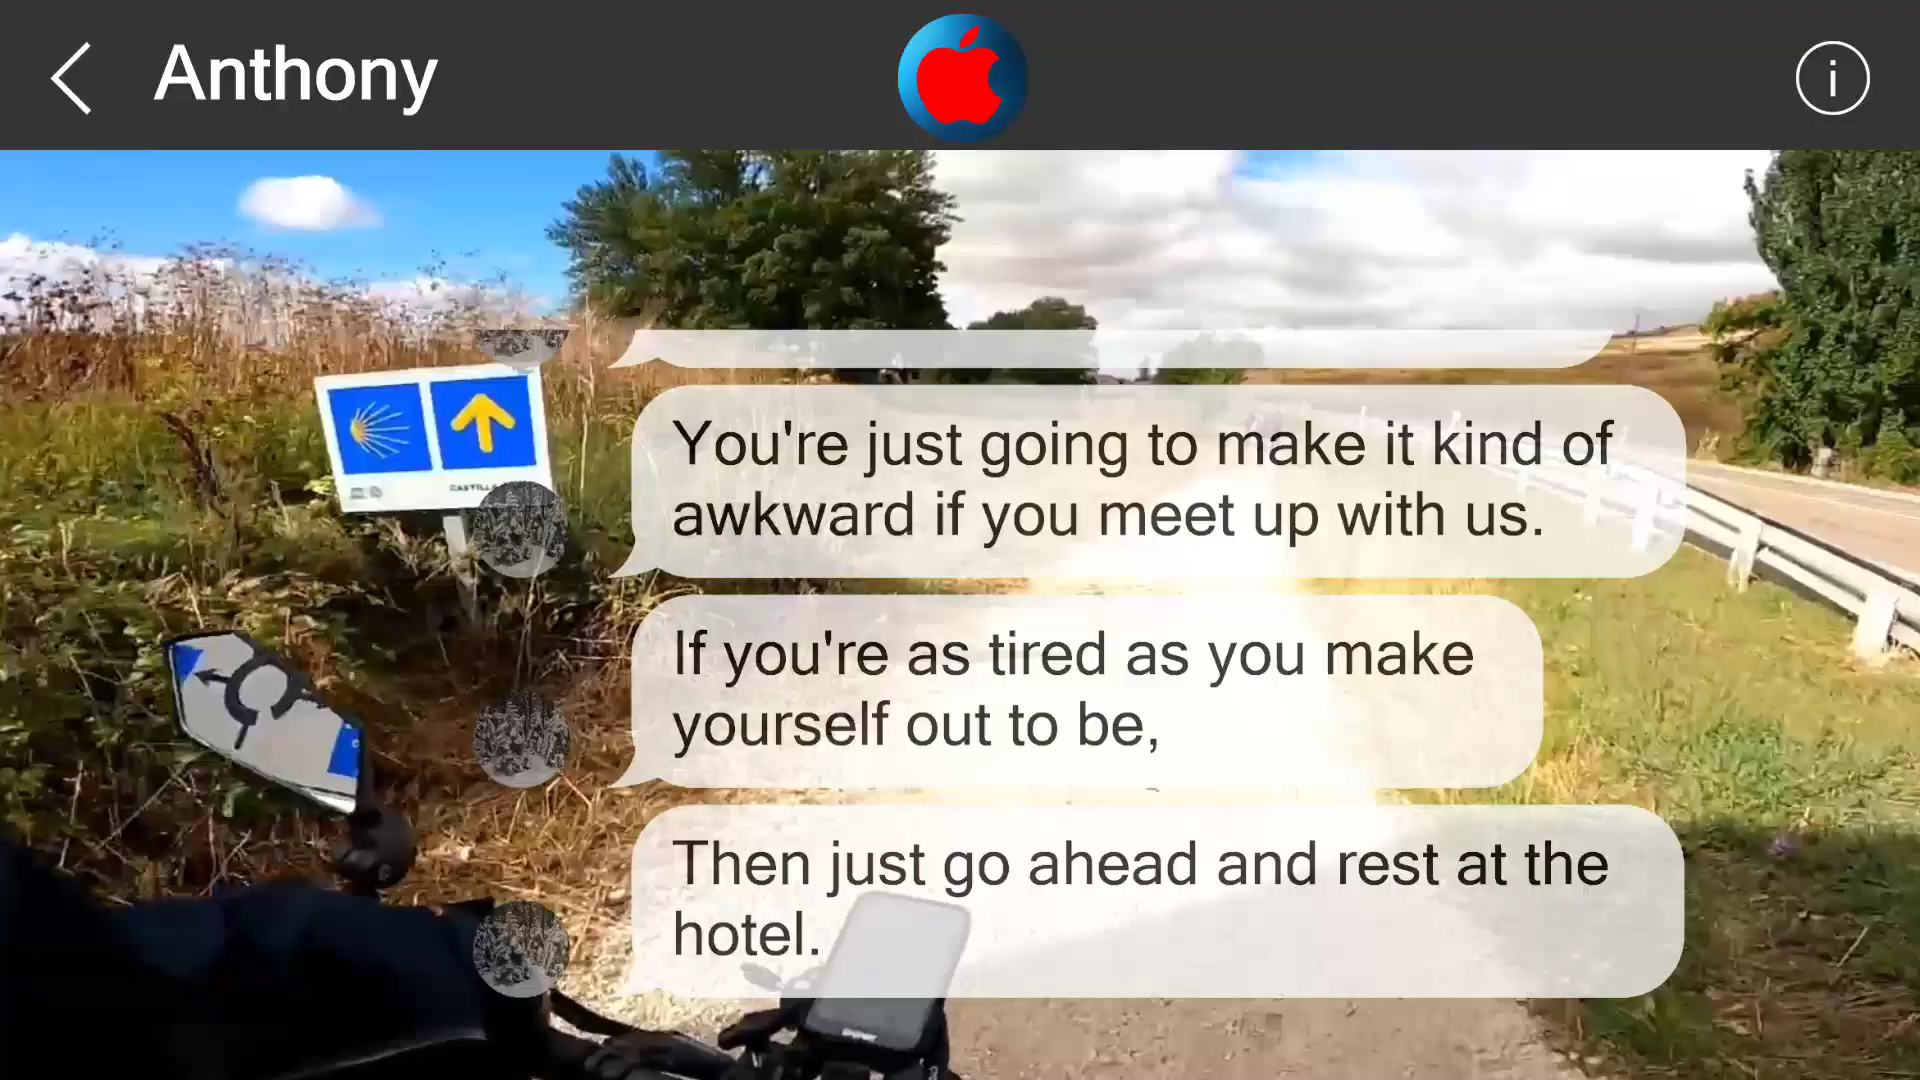 Anthony
You're just going to make it kind of
awkward if you meet up with us.
If you're as tired as you make
yourself out to be,
Then just go ahead and rest at the
hotel.